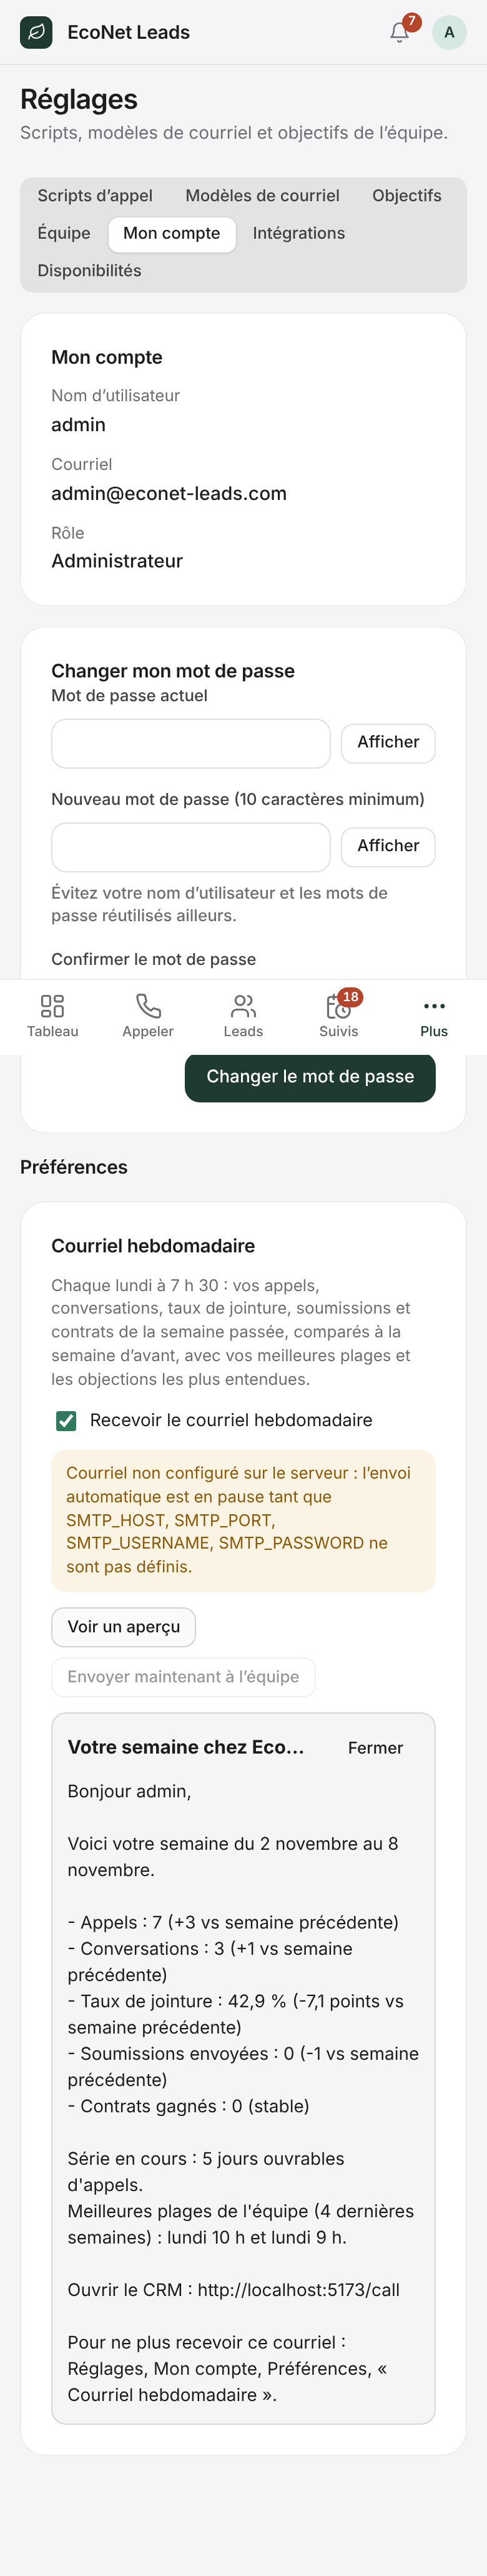 EcoNet Leads
7
A
Réglages
Scripts, modèles de courriel et objectifs de l’équipe.
Scripts d’appel
Modèles de courriel
Objectifs
Équipe
Mon compte
Intégrations
Disponibilités
Mon compte
Nom d’utilisateur
admin
Courriel
admin@econet-leads.com
Rôle
Administrateur
Changer mon mot de passe
Mot de passe actuel
Afficher
Nouveau mot de passe (10 caractères minimum)
Afficher
Évitez votre nom d’utilisateur et les mots de
passe réutilisés ailleurs.
Confirmer le mot de passe
18
Tableau
Appeler
Leads
Suivis
Plus
Changer le mot de passe
Préférences
Courriel hebdomadaire
Chaque lundi à 7 h 30 : vos appels,
conversations, taux de jointure, soumissions et
contrats de la semaine passée, comparés à la
semaine d’avant, avec vos meilleures plages et
les objections les plus entendues.
Recevoir le courriel hebdomadaire
Courriel non configuré sur le serveur : l’envoi
automatique est en pause tant que
SMTP_HOST, SMTP_PORT,
SMTP_USERNAME, SMTP_PASSWORD ne
sont pas définis.
Voir un aperçu
Envoyer maintenant à l’équipe
Votre semaine chez Eco...
Fermer
Bonjour admin,
Voici votre semaine du 2 novembre au 8
novembre.
- Appels : 7 (+3 vs semaine précédente)
- Conversations : 3 (+1 vs semaine
précédente)
- Taux de jointure : 42,9 % (-7,1 points vs
semaine précédente)
- Soumissions envoyées : 0 (-1 vs semaine
précédente)
- Contrats gagnés : 0 (stable)
Série en cours : 5 jours ouvrables
d'appels.
Meilleures plages de l'équipe (4 dernières
semaines) : lundi 10 h et lundi 9 h.
Ouvrir le CRM : http://localhost:5173/call
Pour ne plus recevoir ce courriel :
Réglages, Mon compte, Préférences, «
Courriel hebdomadaire ».